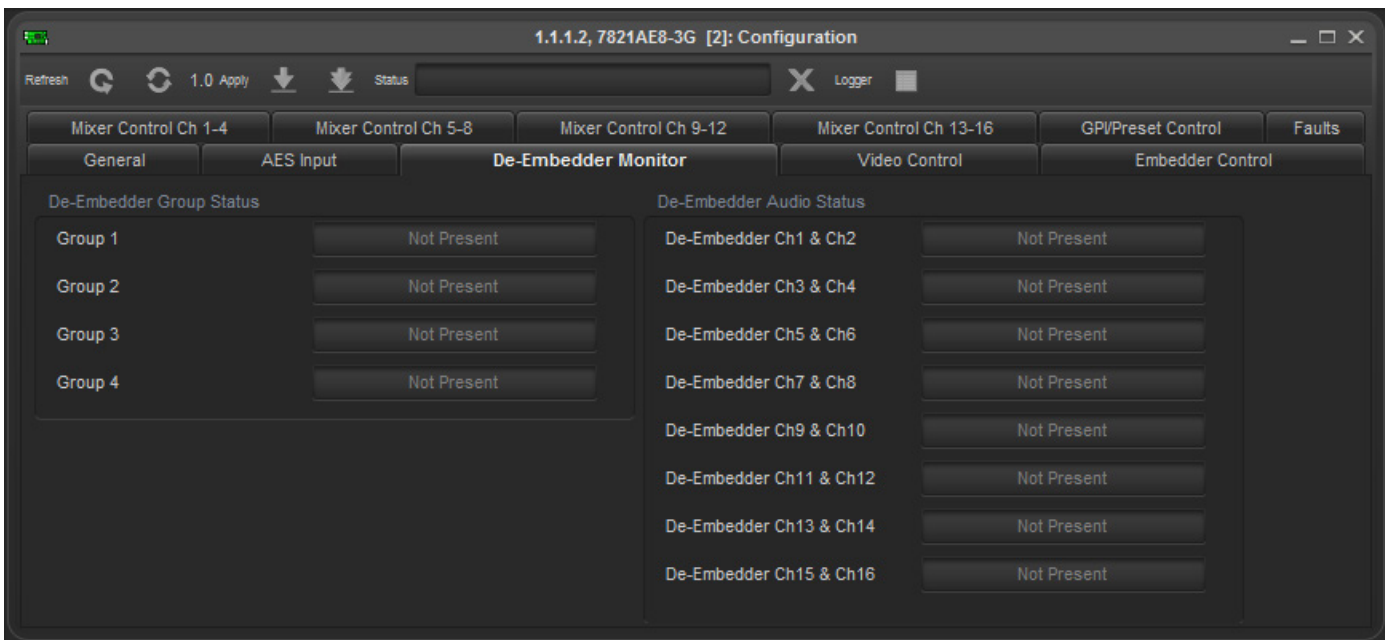 1.1.1.2, 7821AE8-3G [2]: Configuration
Refresh 1.0 Apply Status Logger
Mixer Control Ch 1-4 Mixer Control Ch 5-8 Mixer Control Ch 9-12 Mixer Control Ch 13-16 GPI/Preset Control Faults
General AES Input De-Embedder Monitor Video Control Embedder Control
De-Embedder Group Status De-Embedder Audio Status
Group 1 Not Present De-Embedder Ch1 & Ch2 Not Present
Group 2 Not Present De-Embedder Ch3 & Ch4 Not Present
Group 3 Not Present De-Embedder Ch5 & Ch6 Not Present
Group 4 Not Present De-Embedder Ch7 & Ch8 Not Present
De-Embedder Ch9 & Ch10 Not Present
De-Embedder Ch11 & Ch12 Not Present
De-Embedder Ch13 & Ch14 Not Present
De-Embedder Ch15 & Ch16 Not Present